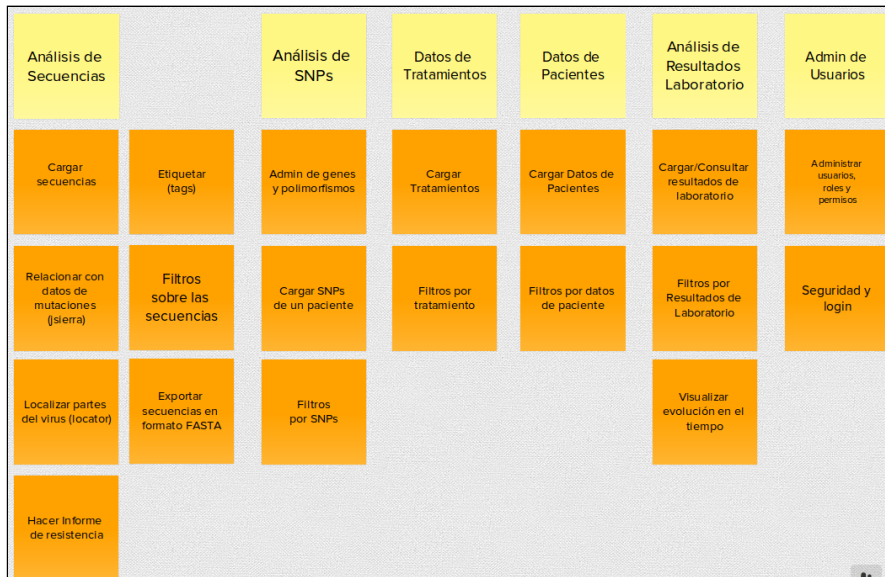 Análisis de
Secuencias
Análisis de
SNPs
Datos de
Tratamientos
Datos de
Pacientes
Análisis de
Resultados
Laboratorio
Admin de
Usuarios
Cargar
secuencias
Etiquetar
(tags)
Admin de genes
y polimorfismos
Cargar
Tratamientos
Cargar Datos de
Pacientes
Cargar/Consultar
resultados de
laboratorio
Administrar
usuarios,
roles y
permisos
Relacionar con
datos de
mutaciones
(jsierra)
Filtros
sobre las
secuencias
Cargar SNPs
de un paciente
Filtros por
tratamiento
Filtros por datos
de paciente
Filtros por
Resultados de
Laboratorio
Seguridad y
login
Localizar partes
del virus (locator)
Exportar
secuencias en
formato FASTA
Filtros
por SNPs
Visualizar
evolución en el
tiempo
Hacer Informe
de resistencia